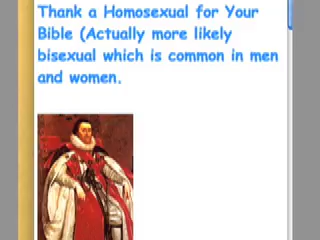 Thank a Homosexual for Your
Bible (Actually more likely
bisexual which is common in men
and women.